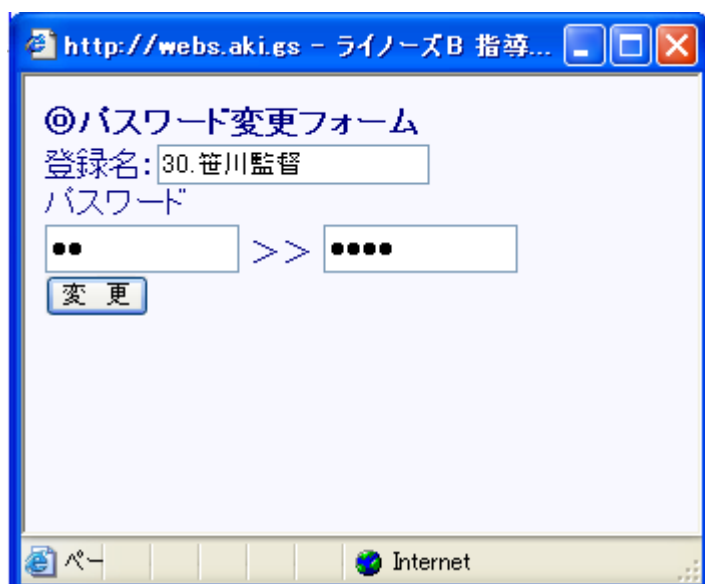 http://webs.aki.gs - ライノーズB 指導...
◎パスワード変更フォーム
登録名: 30.笹川監督
パスワード
●● >> ●●●●
変 更
ペー Internet